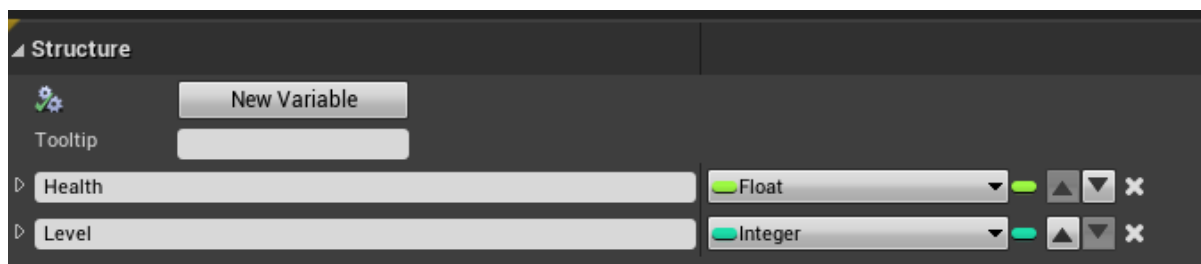 Structure
New Variable
Tooltip
Health Float
Level Integer